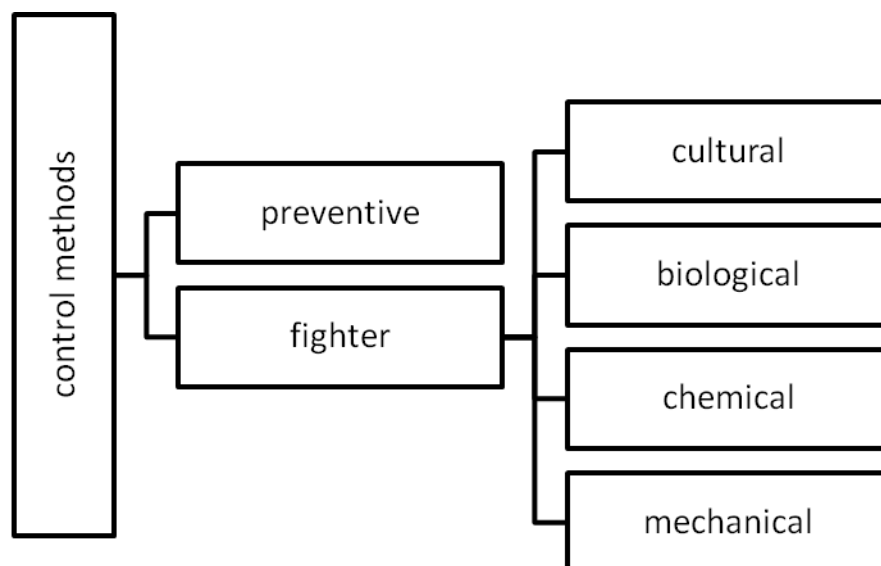 control methods
preventive
fighter
cultural
biological
chemical
mechanical